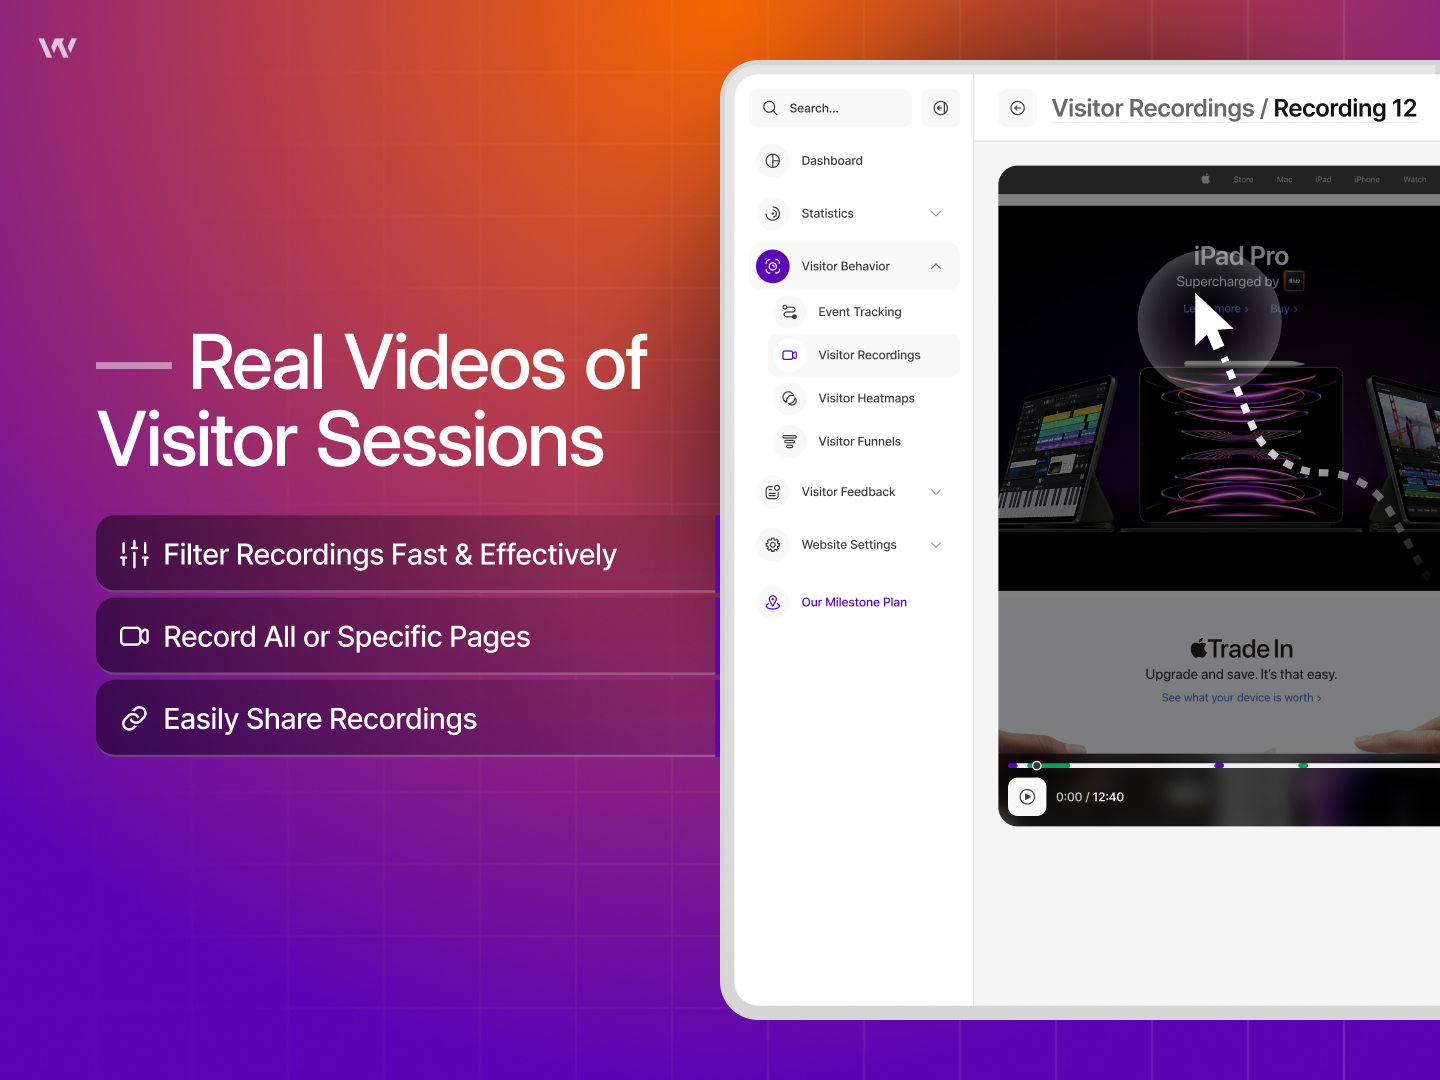 — Real Videos of
Visitor Sessions
Filter Recordings Fast & Effectively
Record All or Specific Pages
Easily Share Recordings
Search...
Dashboard
Statistics
Visitor Behavior
Event Tracking
Visitor Recordings
Visitor Heatmaps
Visitor Funnels
Visitor Feedback
Website Settings
Our Milestone Plan
Visitor Recordings / Recording 12
Store Mac iPad iPhone Watch
iPad Pro
Supercharged by M2
more > Buy >
Trade In
Upgrade and save. It's that easy.
See what your device is worth >
0:00 / 12:40